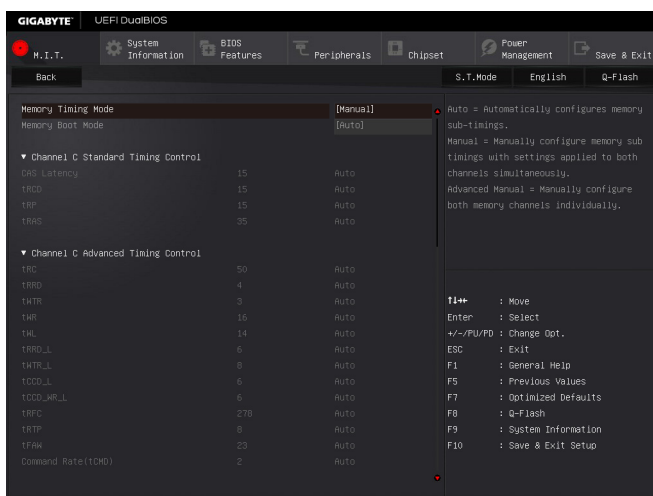 GIGABYTE™ UEFI DualBIOS
M.I.T.
System Information
BIOS Features
Peripherals
Chipset
Power Management
Save & Exit
Back
S.T.Mode English Q-Flash
Memory Timing Mode [Manual]
Memory Boot Mode [Auto]
▼ Channel C Standard Timing Control
CAS Latency 15 Auto
tRCD 15 Auto
tRP 15 Auto
tRAS 35 Auto
▼ Channel C Advanced Timing Control
tRC 50 Auto
tRRD 4 Auto
tWTR 3 Auto
tWR 16 Auto
tWL 14 Auto
tRRD_L 6 Auto
tWTR_L 8 Auto
tCCD_L 6 Auto
tCCD_WR_L 6 Auto
tRFC 278 Auto
tRTP 8 Auto
tFAW 23 Auto
Command Rate(tCMD) 2 Auto
Auto = Automatically configures memory
sub-timings.
Manual = Manually configure memory sub
timings with settings applied to both
channels simultaneously.
Advanced Manual = Manually configure
both memory channels individually.
↑↓→← : Move
Enter : Select
+/-/PU/PD : Change Opt.
ESC : Exit
F1 : General Help
F5 : Previous Values
F7 : Optimized Defaults
F8 : Q-Flash
F9 : System Information
F10 : Save & Exit Setup